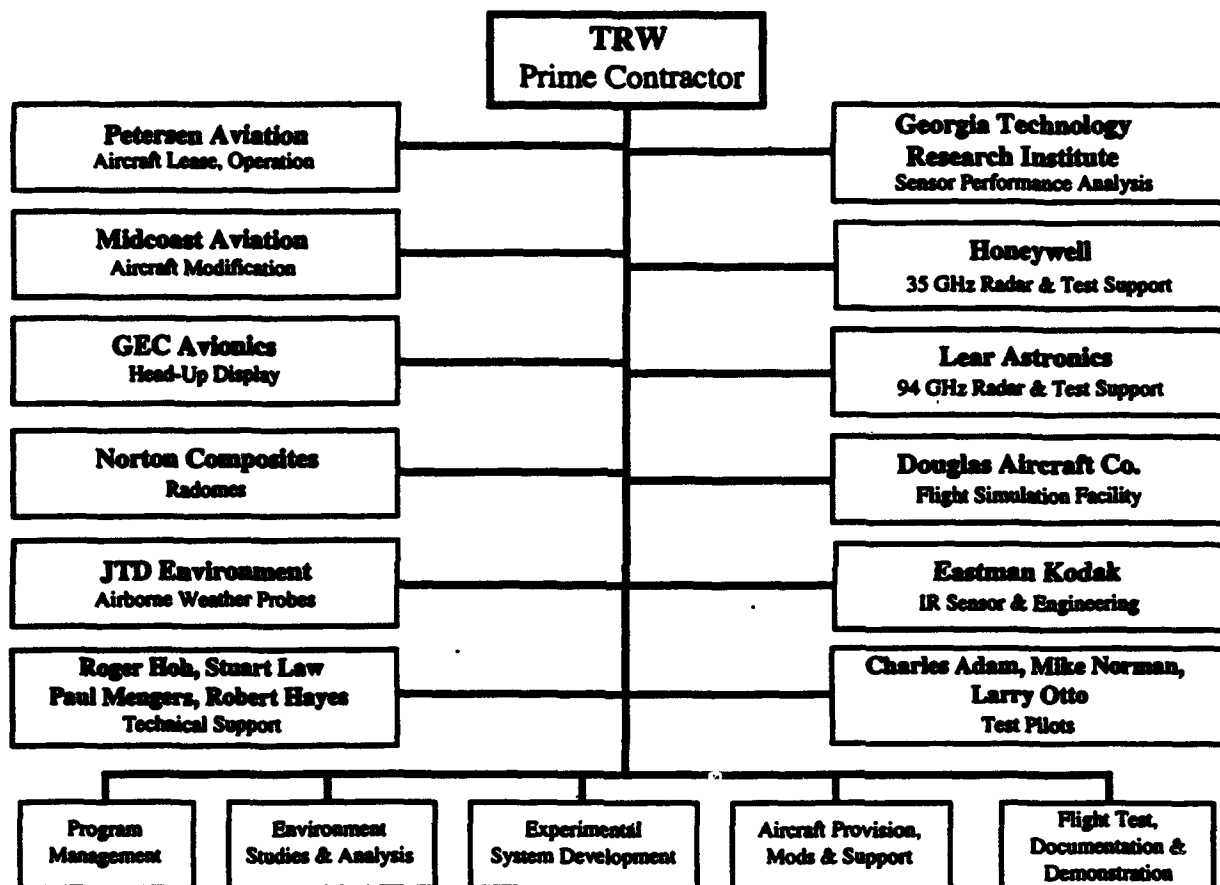 TRW
Prime Contractor
Petersen Aviation
Aircraft Lease, Operation
Georgia Technology
Research Institute
Sensor Performance Analysis
Midcoast Aviation
Aircraft Modification
Honeywell
35 GHz Radar & Test Support
GEC Avionics
Head-Up Display
Lear Astronics
94 GHz Radar & Test Support
Norton Composites
Radomes
Douglas Aircraft Co.
Flight Simulation Facility
JTD Environment
Airborne Weather Probes
Eastman Kodak
IR Sensor & Engineering
Roger Hoh, Stuart Law
Paul Mengers, Robert Hayes
Technical Support
Charles Adam, Mike Norman,
Larry Otto
Test Pilots
Program
Management
Environment
Studies & Analysis
Experimental
System Development
Aircraft Provision,
Mods & Support
Flight Test,
Documentation &
Demonstration